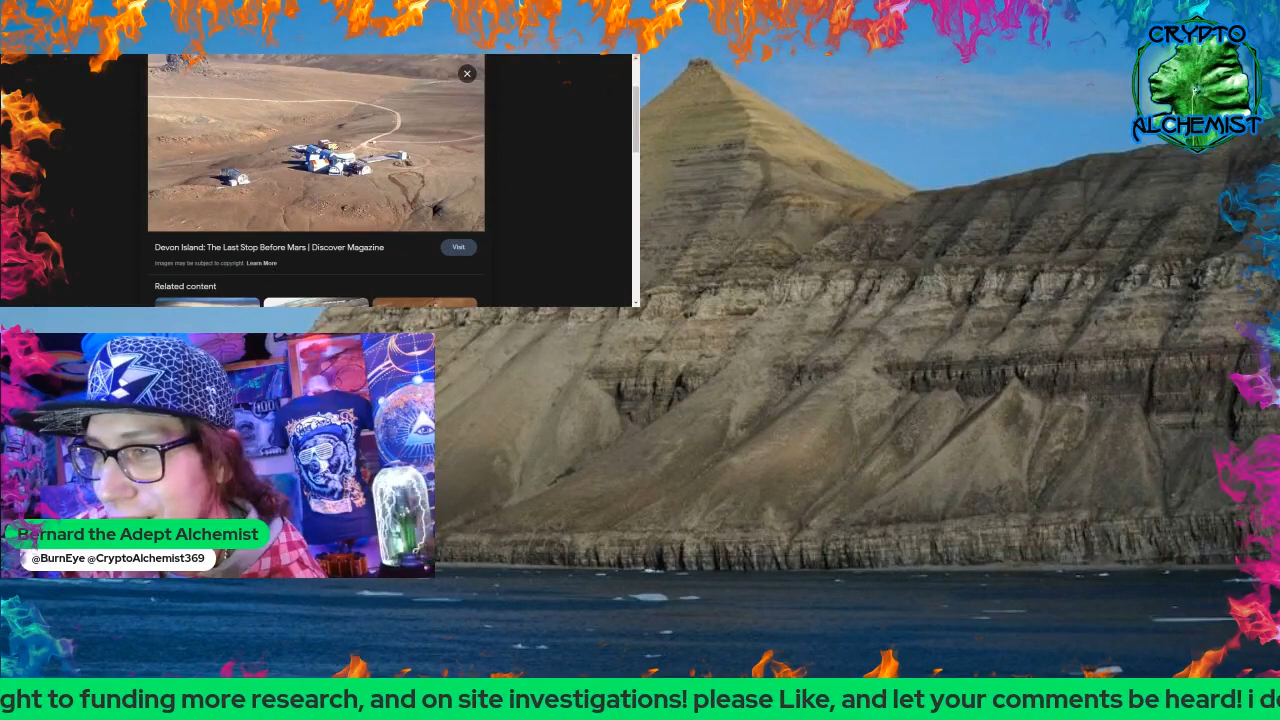 CRYPTO
ALCHEMIST
Devon Island: The Last Stop Before Mars | Discover Magazine
Visit
Images may be subject to copyright. Learn More
Related content
Bernard the Adept Alchemist
@BurnEye @CryptoAlchemist369
ght to funding more research, and on site investigations! please Like, and let your comments be heard! i d